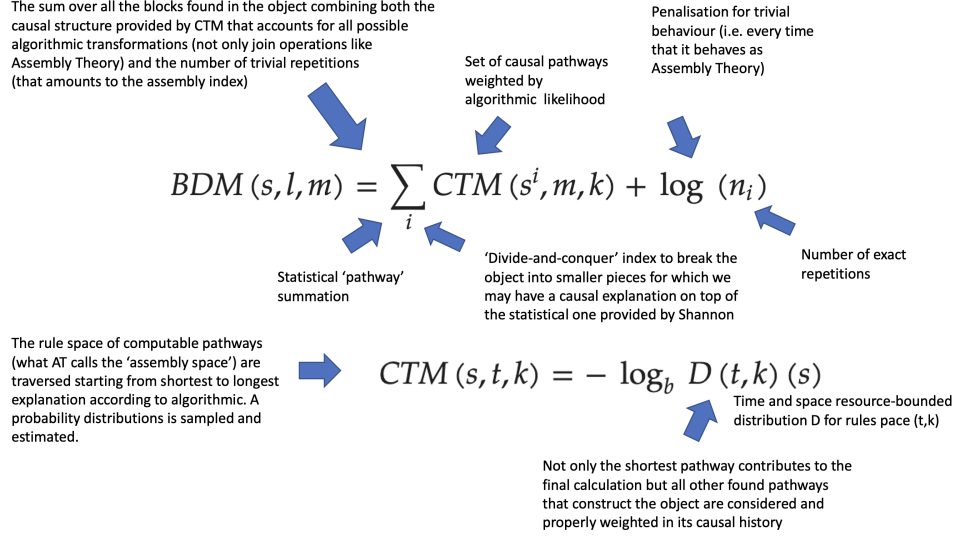 The sum over all the blocks found in the object combining both the
causal structure provided by CTM that accounts for all possible
algorithmic transformations (not only join operations like
Assembly Theory) and the number of trivial repetitions
(that amounts to the assembly index)
Set of causal pathways
weighted by
algorithmic likelihood
Penalisation for trivial
behaviour (i.e. every time
that it behaves as
Assembly Theory)
BDM (s, l, m) = ∑ CTM (sⁱ, m, k) + log (nᵢ)
i
Statistical ‘pathway’
summation
‘Divide-and-conquer’ index to break the
object into smaller pieces for which we
may have a causal explanation on top of
the statistical one provided by Shannon
Number of exact
repetitions
The rule space of computable pathways
(what AT calls the ‘assembly space’) are
traversed starting from shortest to longest
explanation according to algorithmic. A
probability distributions is sampled and
estimated.
CTM (s, t, k) = − log_b D (t, k) (s)
Time and space resource-bounded
distribution D for rules pace (t,k)
Not only the shortest pathway contributes to the
final calculation but all other found pathways
that construct the object are considered and
properly weighted in its causal history